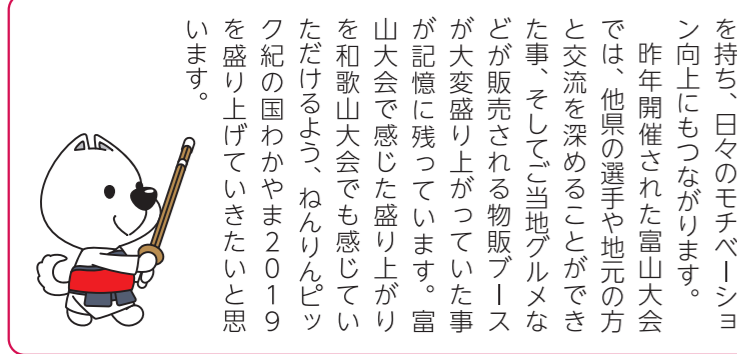 を持ち、日々のモチベーショ
ン向上にもつながります。
　昨年開催された富山大会
では、他県の選手や地元の方
と交流を深めることができ
た事、そしてご当地グルメな
どが販売される物販ブース
が大変盛り上がっていた事
が記憶に残っています。富
山大会で感じた盛り上がり
を和歌山大会でも感じてい
ただけるよう、ねんりんピッ
ク紀の国わかやま2019
を盛り上げていきたいと思
います。